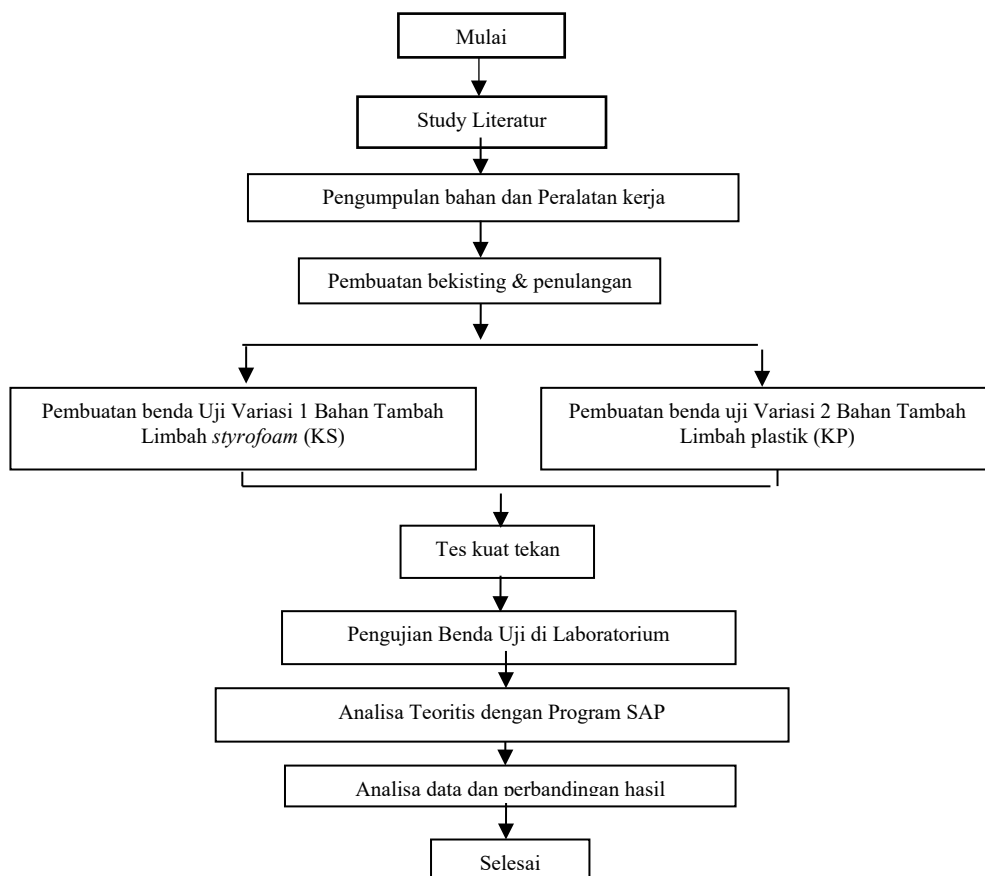 Mulai
Study Literatur
Pengumpulan bahan dan Peralatan kerja
Pembuatan bekisting & penulangan
Pembuatan benda Uji Variasi 1 Bahan Tambah
Limbah styrofoam (KS)
Pembuatan benda uji Variasi 2 Bahan Tambah
Limbah plastik (KP)
Tes kuat tekan
Pengujian Benda Uji di Laboratorium
Analisa Teoritis dengan Program SAP
Analisa data dan perbandingan hasil
Selesai